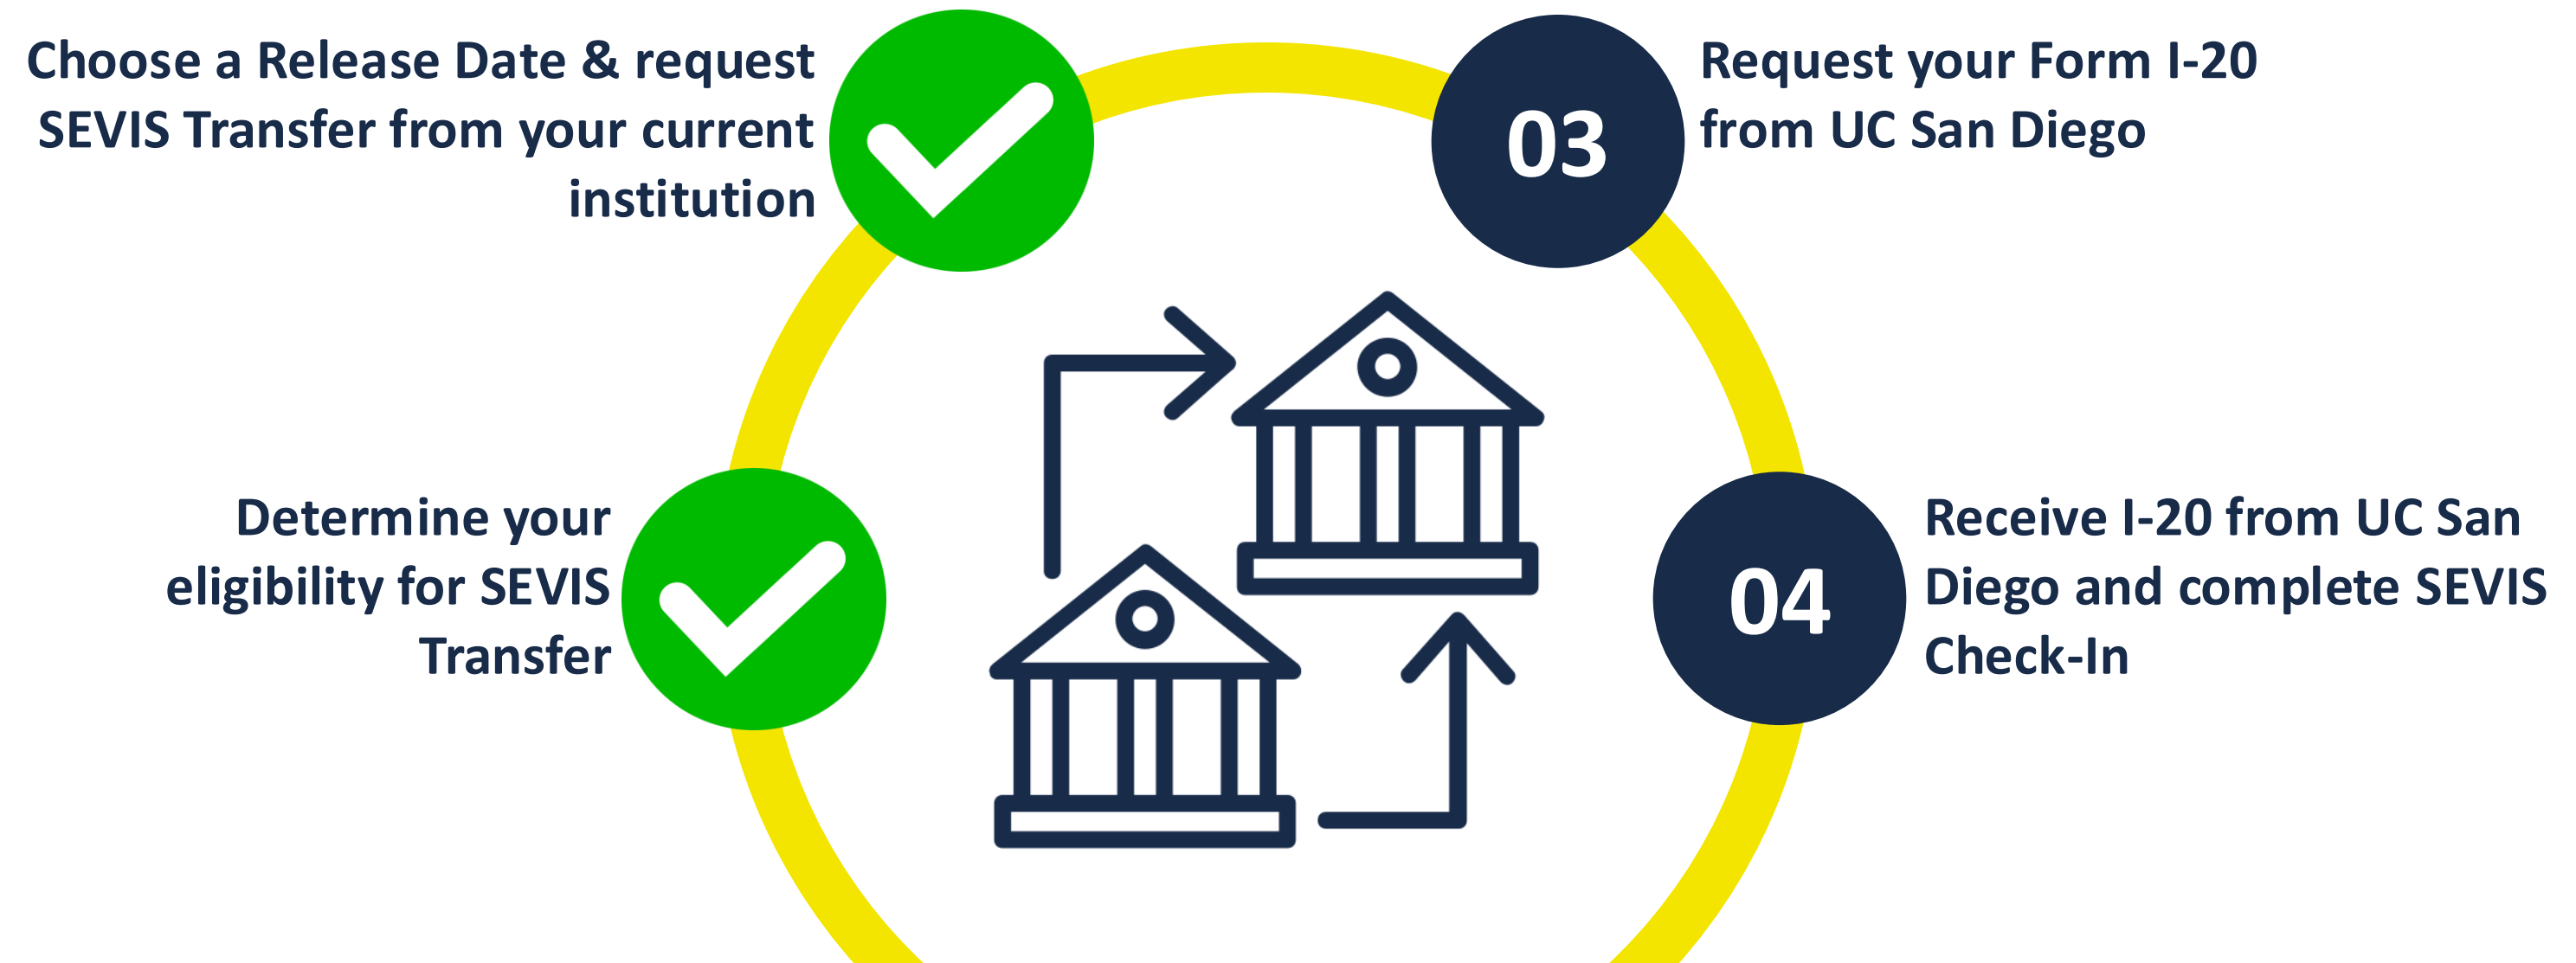 Choose a Release Date & request
SEVIS Transfer from your current
institution
03
Request your Form I-20
from UC San Diego
Determine your
eligibility for SEVIS
Transfer
04
Receive I-20 from UC San
Diego and complete SEVIS
Check-In